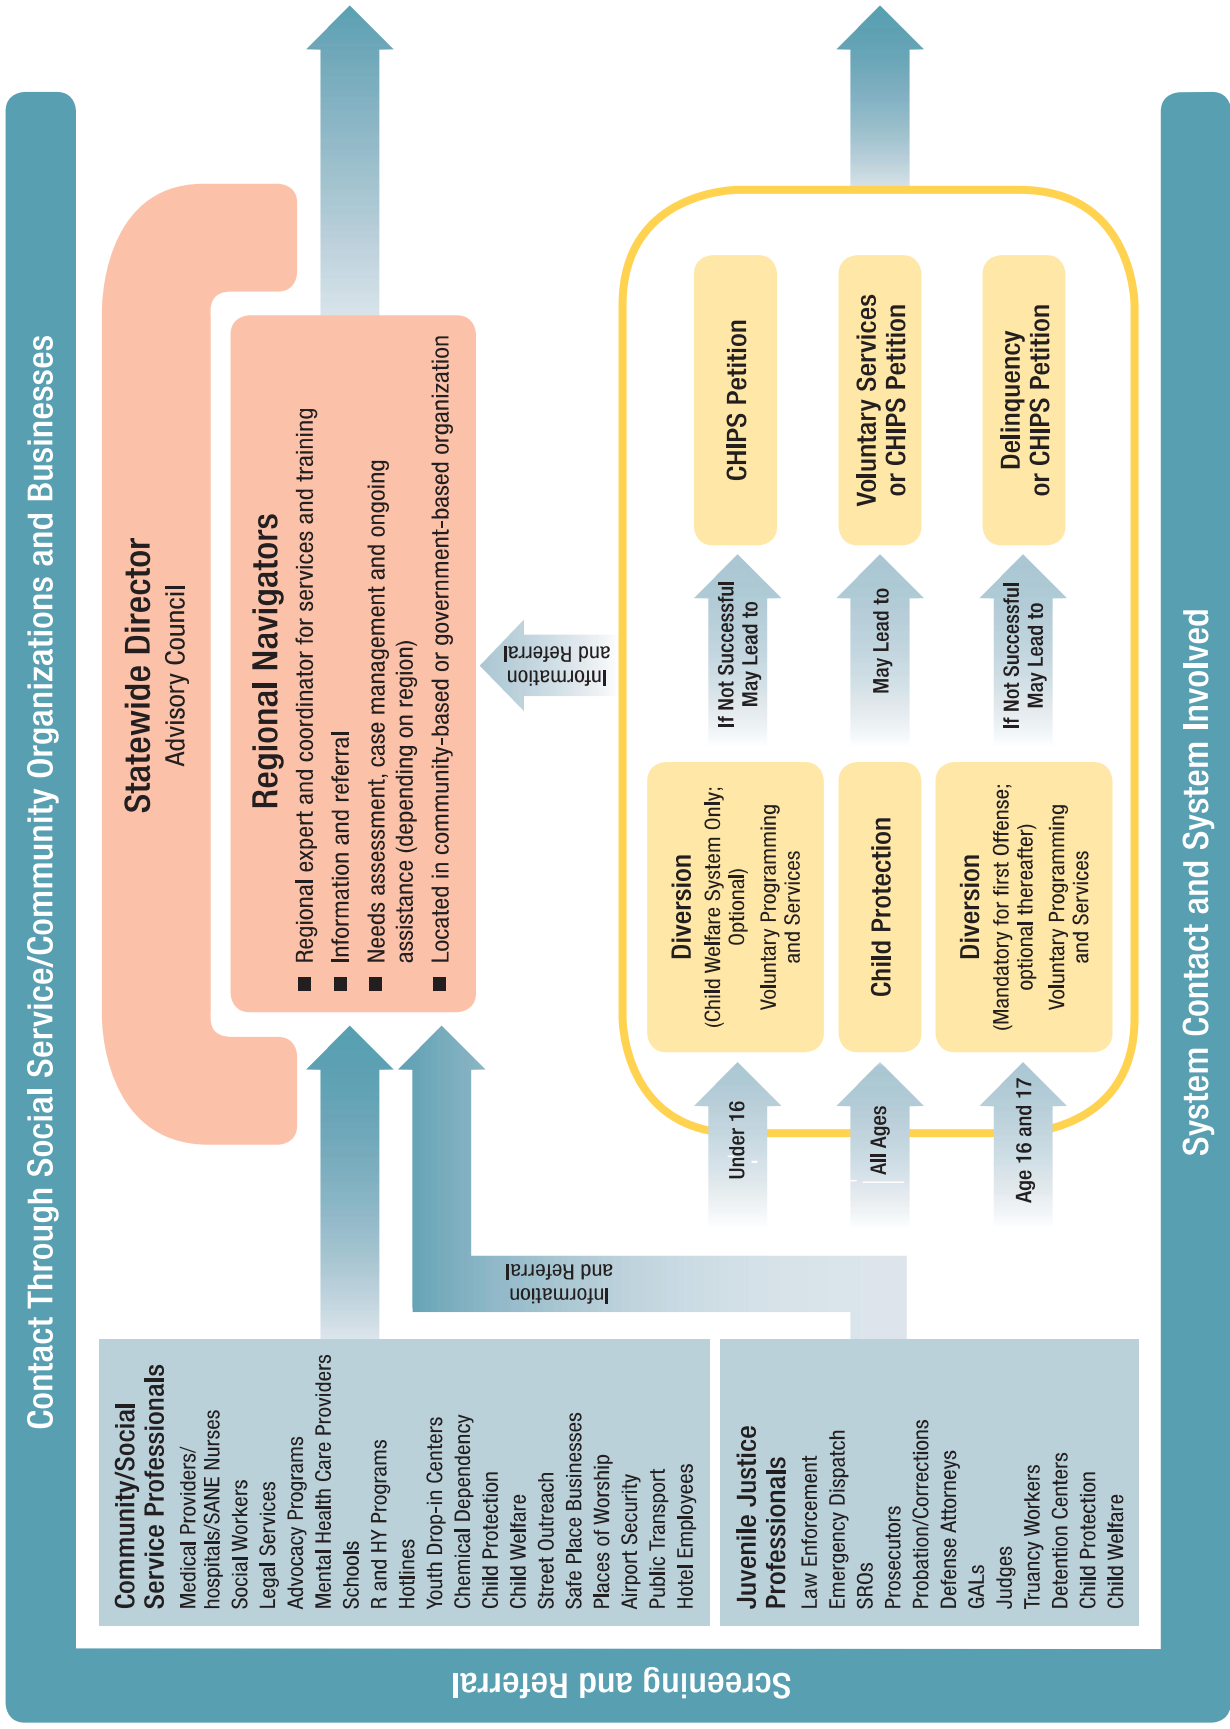 Contact Through Social Service/Community Organizations and Businesses
Screening and Referral
Community/Social
Service Professionals
Medical Providers/
hospitals/SANE Nurses
Social Workers
Legal Services
Advocacy Programs
Mental Health Care Providers
Schools
R and HY Programs
Hotlines
Youth Drop-in Centers
Chemical Dependency
Child Protection
Child Welfare
Street Outreach
Safe Place Businesses
Places of Worship
Airport Security
Public Transport
Hotel Employees
Juvenile Justice
Professionals
Law Enforcement
Emergency Dispatch
SROs
Prosecutors
Probation/Corrections
Defense Attorneys
GALs
Judges
Truancy Workers
Detention Centers
Child Protection
Child Welfare
Information
and Referral
Statewide Director
Advisory Council
Regional Navigators
■ Regional expert and coordinator for services and training
■ Information and referral
■ Needs assessment, case management and ongoing
assistance (depending on region)
■ Located in community-based or government-based organization
Information
and Referral
Under 16
Diversion
(Child Welfare System Only;
Optional)
Voluntary Programming
and Services
If Not Successful
May Lead to
CHIPS Petition
All Ages
Child Protection
May Lead to
Voluntary Services
or CHIPS Petition
Age 16 and 17
Diversion
(Mandatory for first Offense;
optional thereafter)
Voluntary Programming
and Services
If Not Successful
May Lead to
Delinquency
or CHIPS Petition
System Contact and System Involved